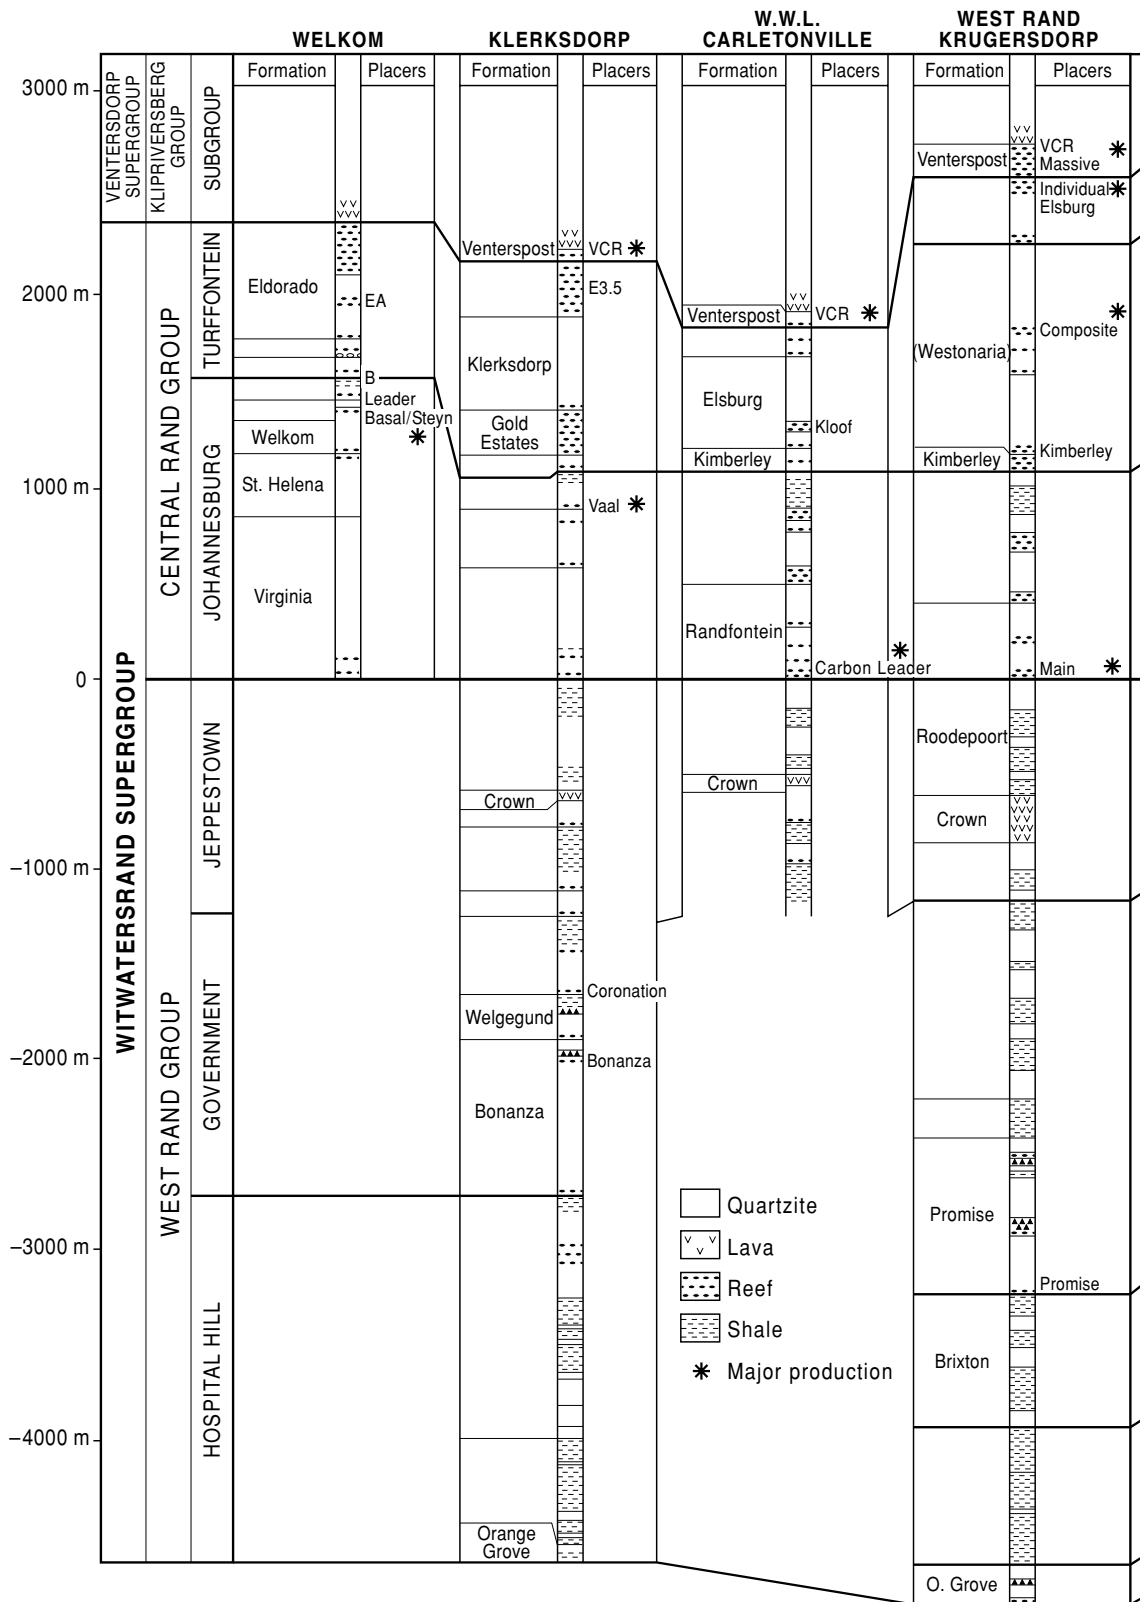 WELKOM
KLERKSDORP
W.W.L.
CARLETONVILLE
WEST RAND
KRUGERSDORP
Formation
Placers
Formation
Placers
Formation
Placers
Formation
Placers
3000 m
2000 m
1000 m
0
–1000 m
–2000 m
–3000 m
–4000 m
VENTERSDORP
SUPERGROUP
KLIPRIVERSBERG
GROUP
SUBGROUP
WITWATERSRAND SUPERGROUP
CENTRAL RAND GROUP
WEST RAND GROUP
TURFFONTEIN
JOHANNESBURG
JEPPESTOWN
GOVERNMENT
HOSPITAL HILL
Eldorado
Welkom
St. Helena
Virginia
EA
B
Leader
Basal/Steyn
Venterspost
Klerksdorp
Gold
Estates
Crown
Welgegund
Bonanza
Orange
Grove
VCR
E3.5
Vaal
Coronation
Bonanza
Venterspost
Elsburg
Kimberley
Randfontein
Crown
VCR
Kloof
Carbon Leader
Venterspost
(Westonaria)
Kimberley
Roodepoort
Crown
Promise
Brixton
O. Grove
VCR
Massive
Individual
Elsburg
Composite
Kimberley
Main
Promise
Quartzite
Lava
Reef
Shale
Major production